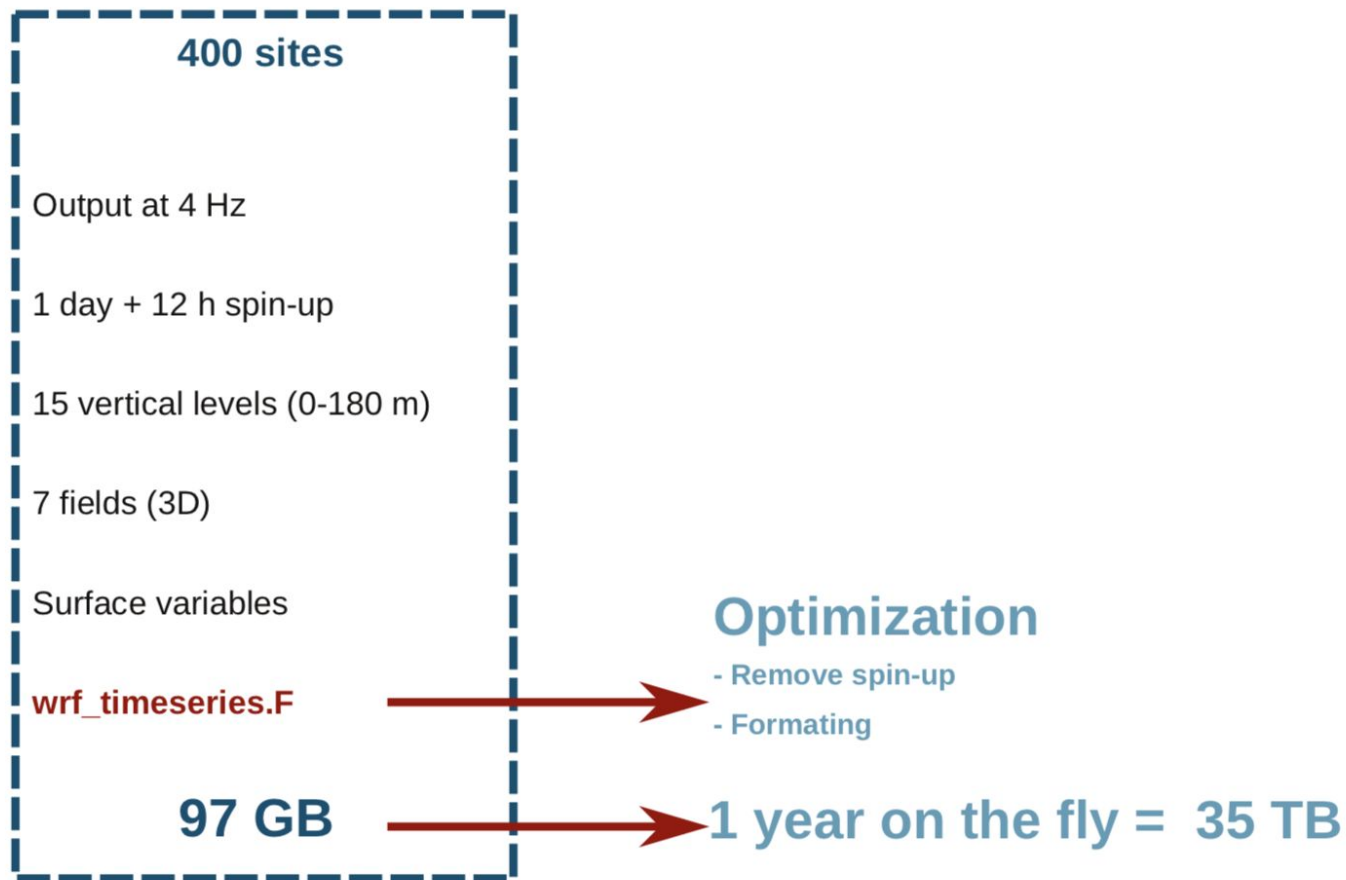 400 sites
Output at 4 Hz
1 day + 12 h spin-up
15 vertical levels (0-180 m)
7 fields (3D)
Surface variables
wrf_timeseries.F
97 GB
Optimization
- Remove spin-up
- Formating
1 year on the fly = 35 TB